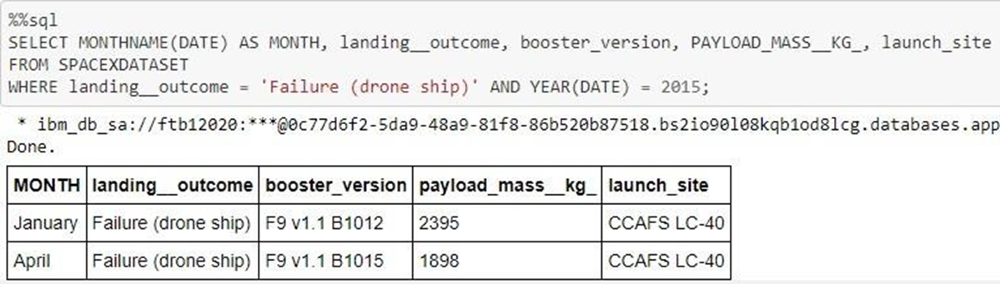 %%sql
SELECT MONTHNAME(DATE) AS MONTH, landing__outcome, booster_version, PAYLOAD_MASS__KG_, launch_site
FROM SPACEXDATASET
WHERE landing__outcome = 'Failure (drone ship)' AND YEAR(DATE) = 2015;
* ibm_db_sa://ftb12020:***@0c77d6f2-5da9-48a9-81f8-86b520b87518.bs2io90l08kqb1od8lcg.databases.app
Done.
MONTH landing__outcome booster_version payload_mass__kg_ launch_site
January Failure (drone ship) F9 v1.1 B1012 2395 CCAFS LC-40
April Failure (drone ship) F9 v1.1 B1015 1898 CCAFS LC-40